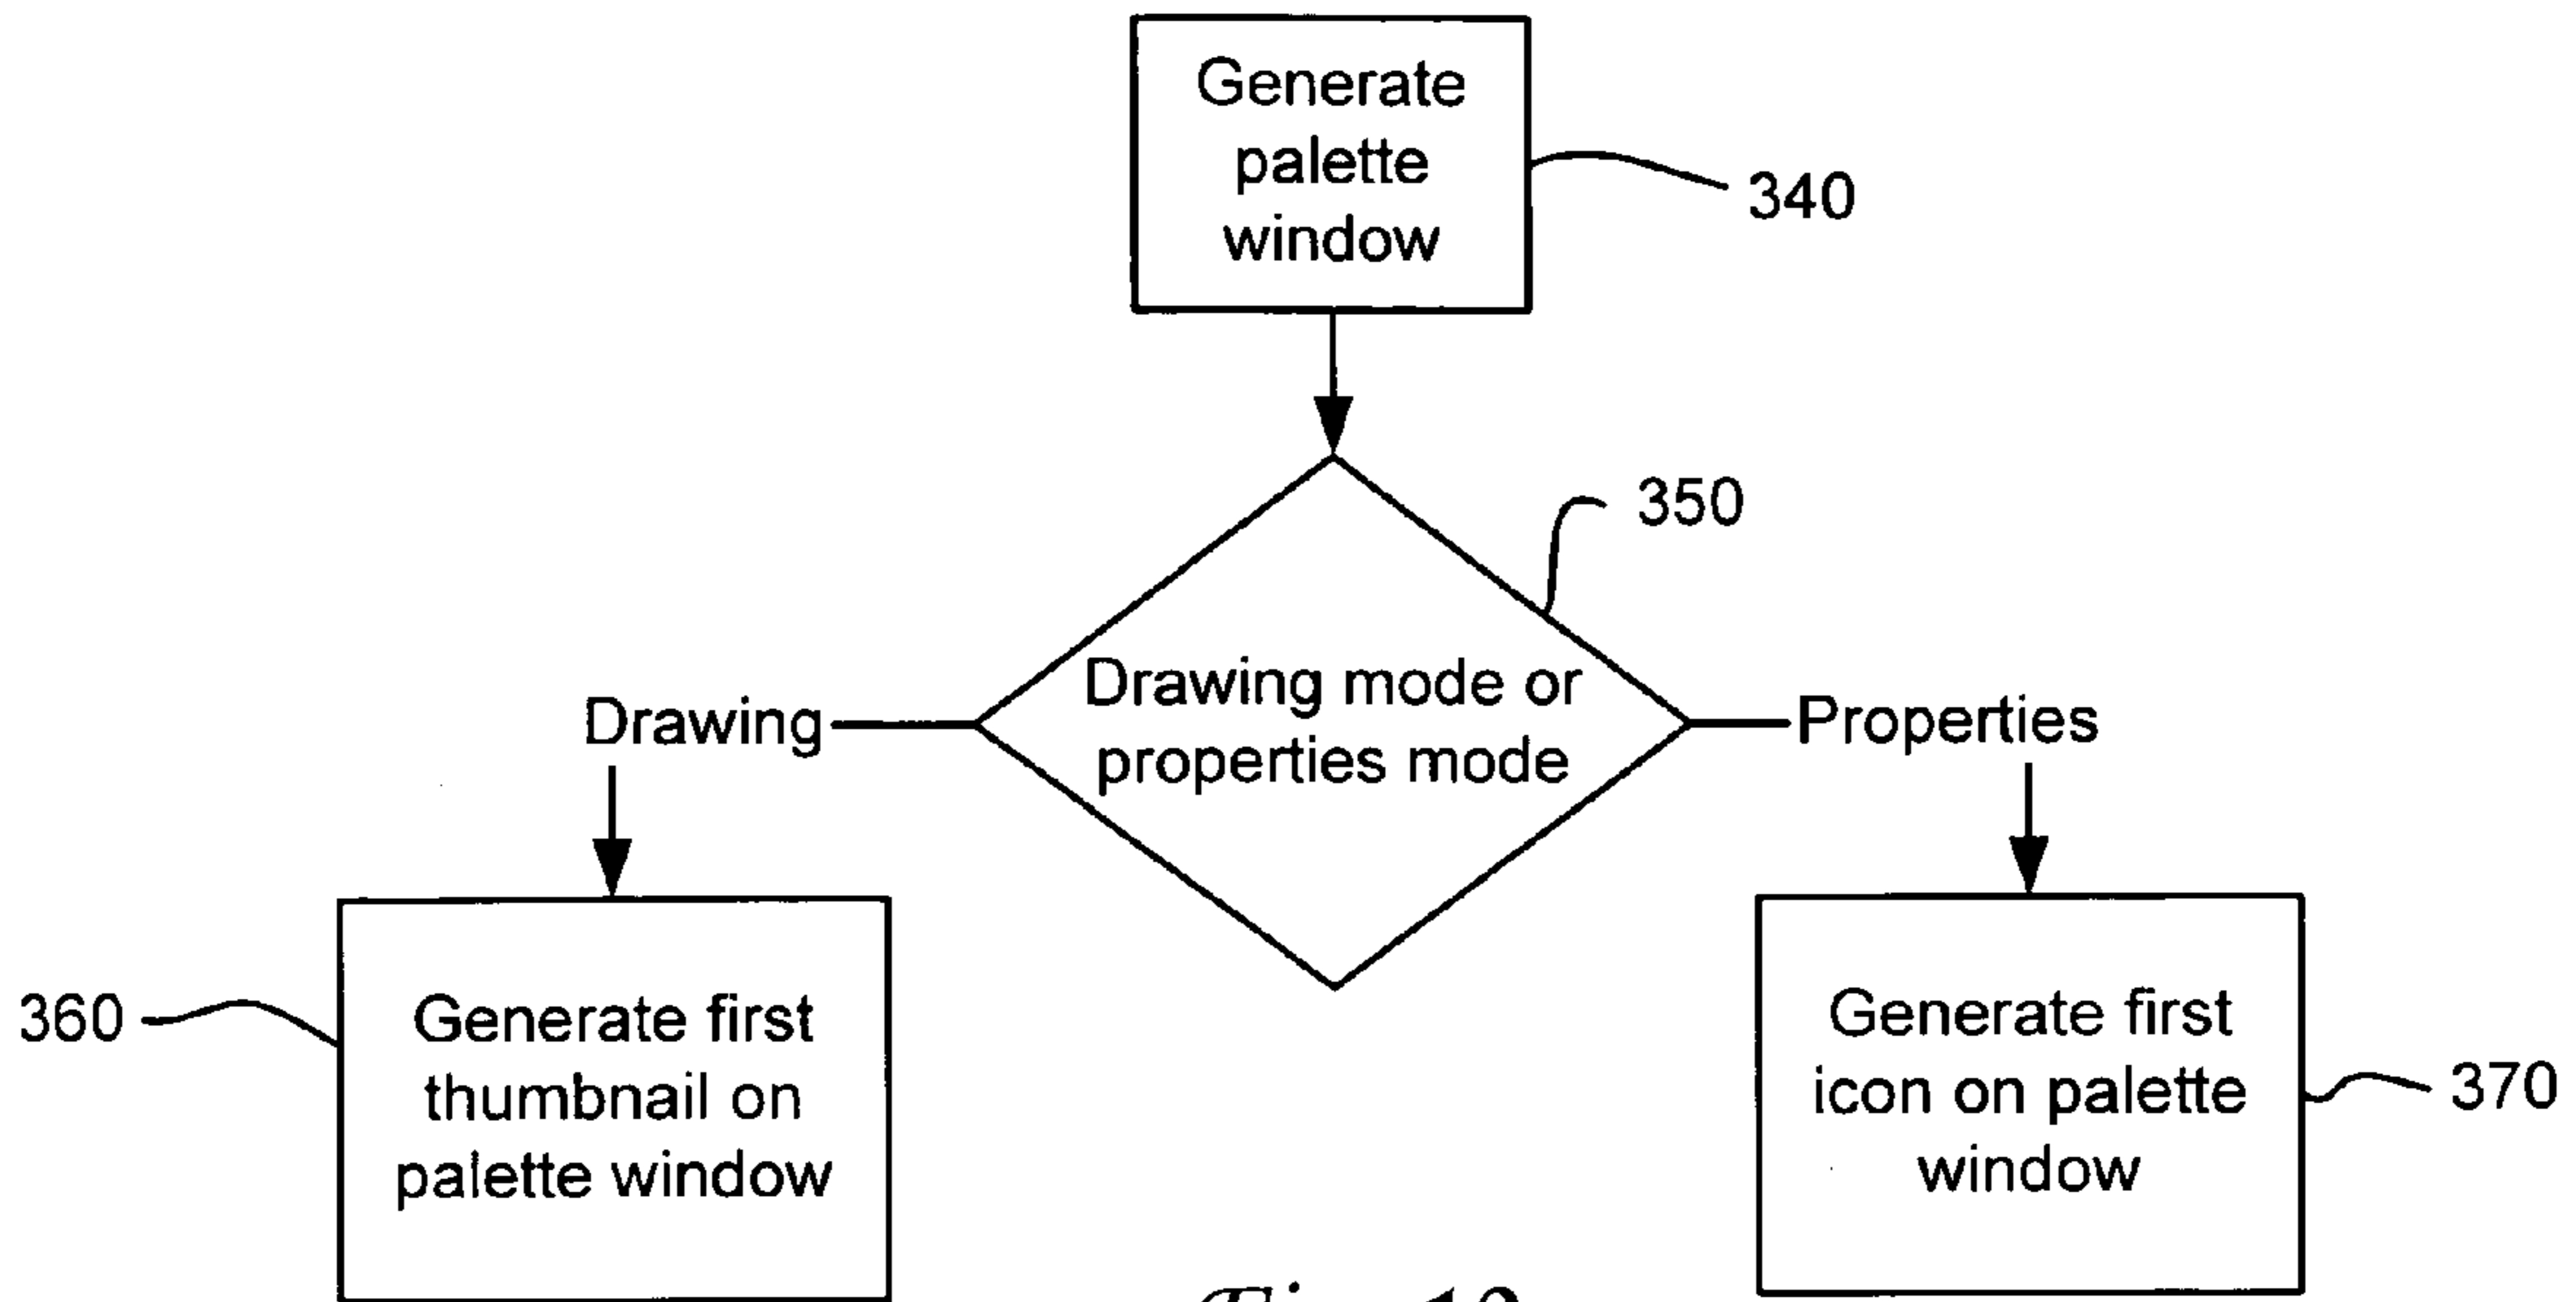 Generate
palette
window
340
350
Drawing mode or
properties mode
Drawing
Properties
360
Generate first
thumbnail on
palette window
Generate first
icon on palette
window
370